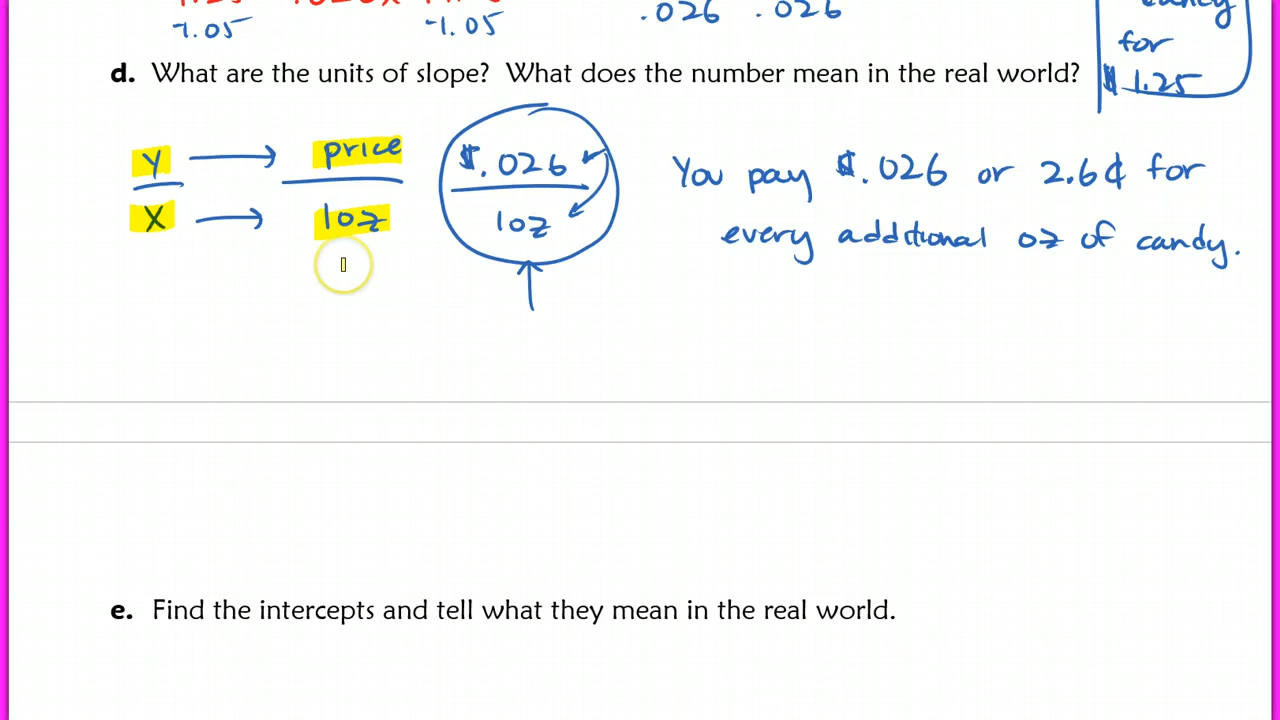 -1.05 -1.05 .026 .026
candy
for
$ 1.25
d. What are the units of slope? What does the number mean in the real world?
Y → price $.026
X → 1oz 1oz
You pay $.026 or 2.6¢ for
every additional oz of candy.
e. Find the intercepts and tell what they mean in the real world.